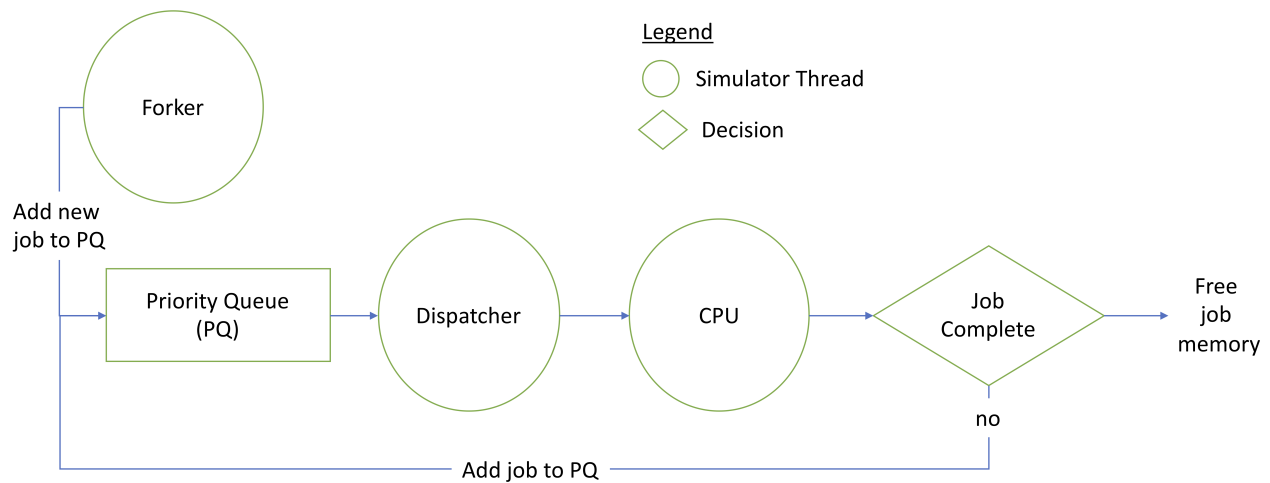 Legend
Simulator Thread
Decision
Forker
Add new
job to PQ
Priority Queue
(PQ)
Dispatcher
CPU
Job
Complete
Free
job
memory
no
Add job to PQ